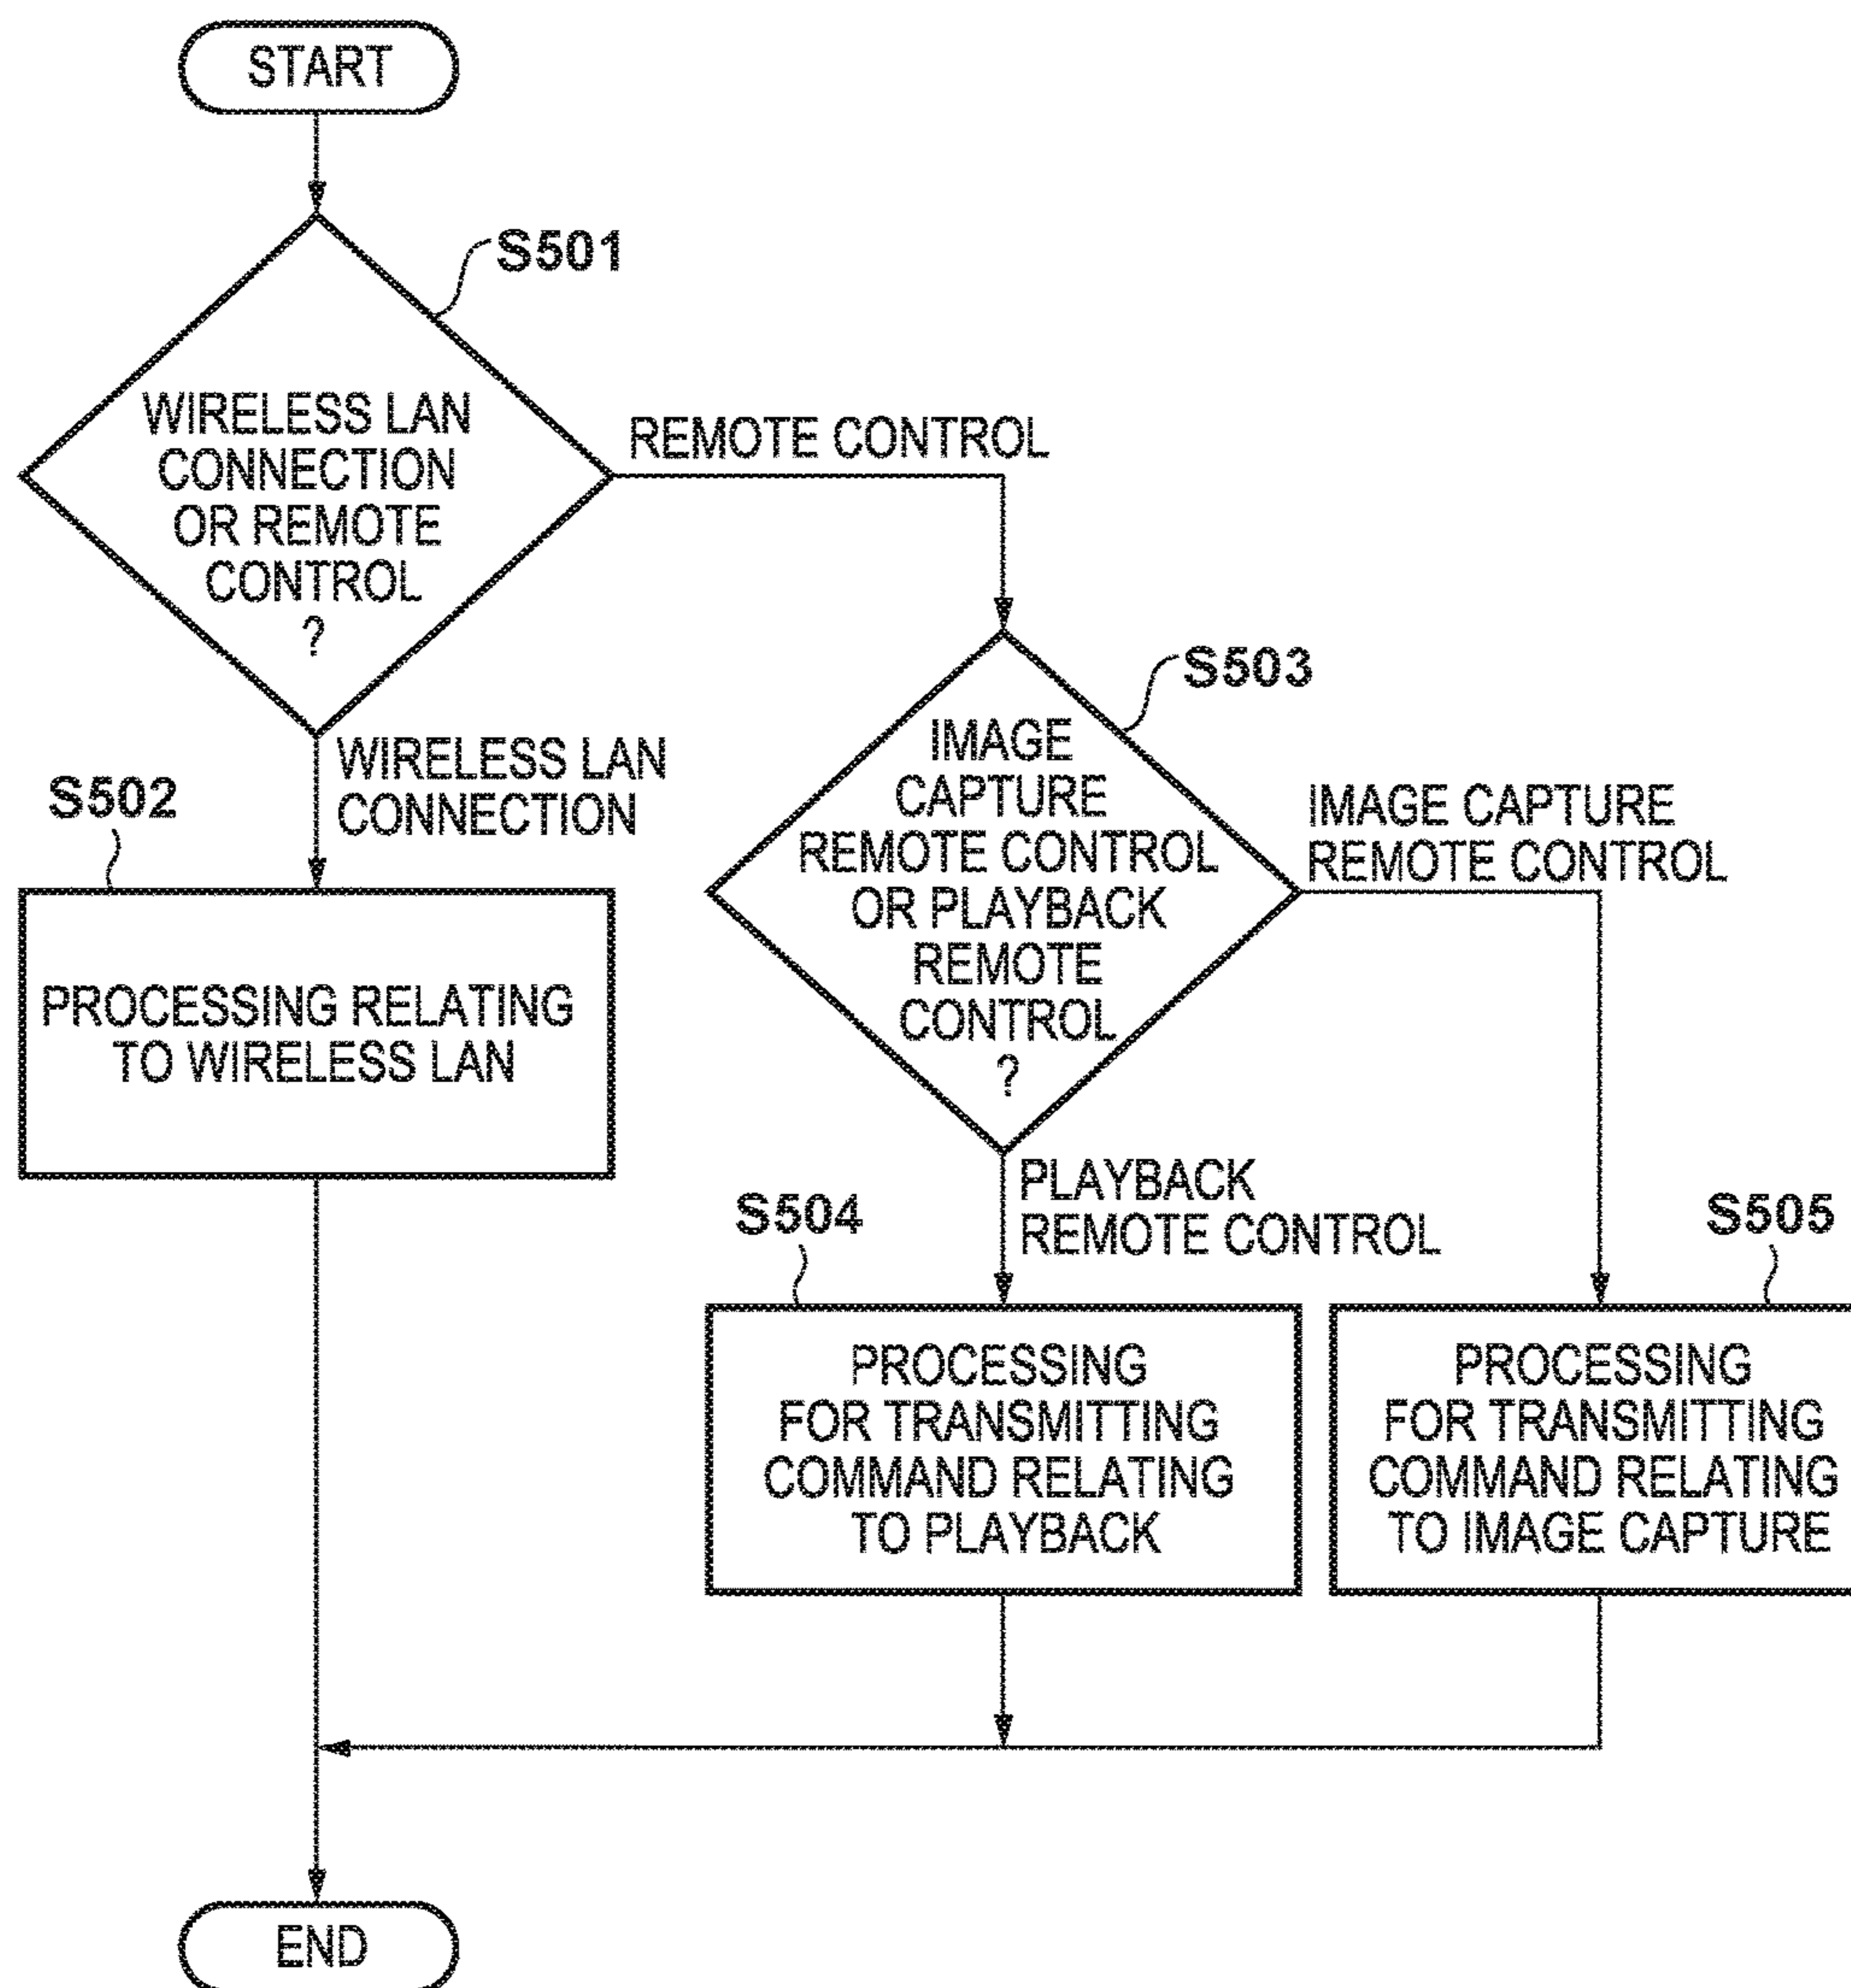 START
S501
WIRELESS LAN
CONNECTION
OR REMOTE
CONTROL
?
REMOTE CONTROL
WIRELESS LAN
CONNECTION
S502
PROCESSING RELATING
TO WIRELESS LAN
S503
IMAGE
CAPTURE
REMOTE CONTROL
OR PLAYBACK
REMOTE
CONTROL
?
IMAGE CAPTURE
REMOTE CONTROL
PLAYBACK
REMOTE CONTROL
S504
PROCESSING
FOR TRANSMITTING
COMMAND RELATING
TO PLAYBACK
S505
PROCESSING
FOR TRANSMITTING
COMMAND RELATING
TO IMAGE CAPTURE
END